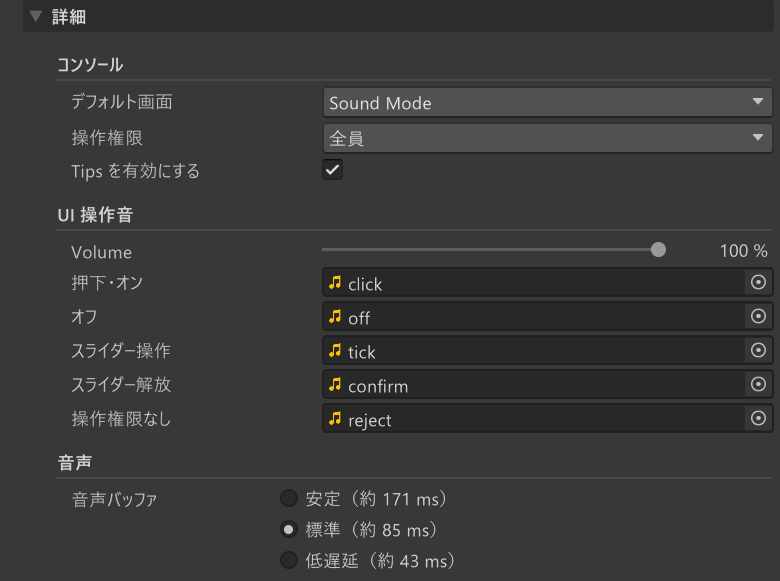 詳細
コンソール
デフォルト画面 Sound Mode
操作権限 全員
Tips を有効にする
UI 操作音
Volume 100 %
押下・オン click
オフ off
スライダー操作 tick
スライダー解放 confirm
操作権限なし reject
音声
音声バッファ 安定（約 171 ms）
標準（約 85 ms）
低遅延（約 43 ms）